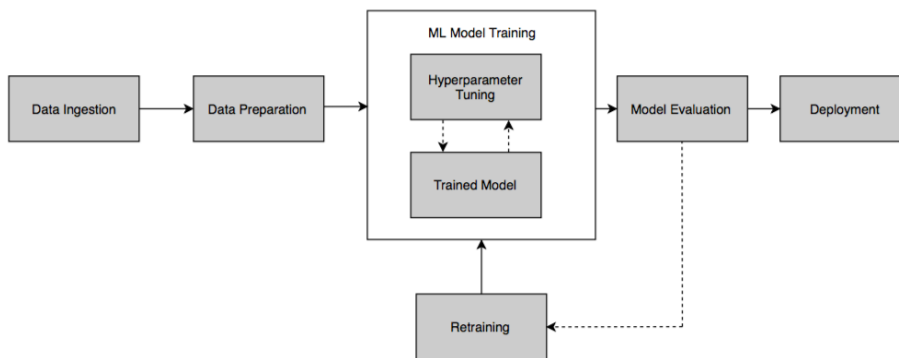 ML Model Training
Hyperparameter
Tuning
Data Ingestion
Data Preparation
Model Evaluation
Deployment
Trained Model
Retraining